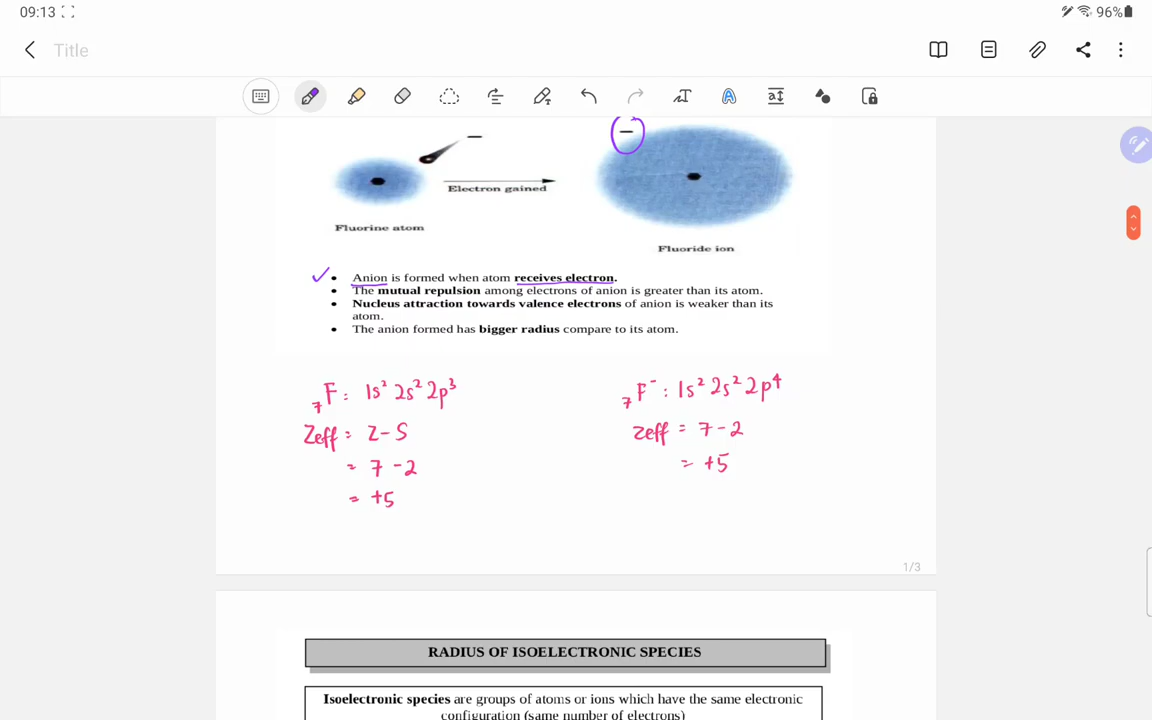 09:13
96%
Title
Electron gained
Fluorine atom
Fluoride ion
• Anion is formed when atom receives electron.
• The mutual repulsion among electrons of anion is greater than its atom.
• Nucleus attraction towards valence electrons of anion is weaker than its
atom.
• The anion formed has bigger radius compare to its atom.
₇F : 1s² 2s² 2p³
Zeff = Z - S
= 7 - 2
= +5
₇F⁻ : 1s² 2s² 2p⁴
Zeff = 7 - 2
= +5
1/3
RADIUS OF ISOELECTRONIC SPECIES
Isoelectronic species are groups of atoms or ions which have the same electronic
configuration (same number of electrons)